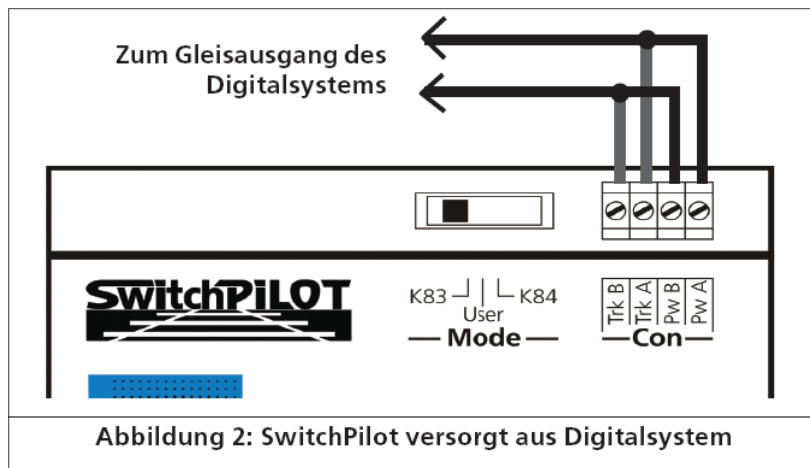 Zum Gleisausgang des
Digitalsystems
SwitchPiLOT
K83
User
K84
Mode
Trk B
Trk A
Pw B
Pw A
Con
Abbildung 2: SwitchPilot versorgt aus Digitalsystem